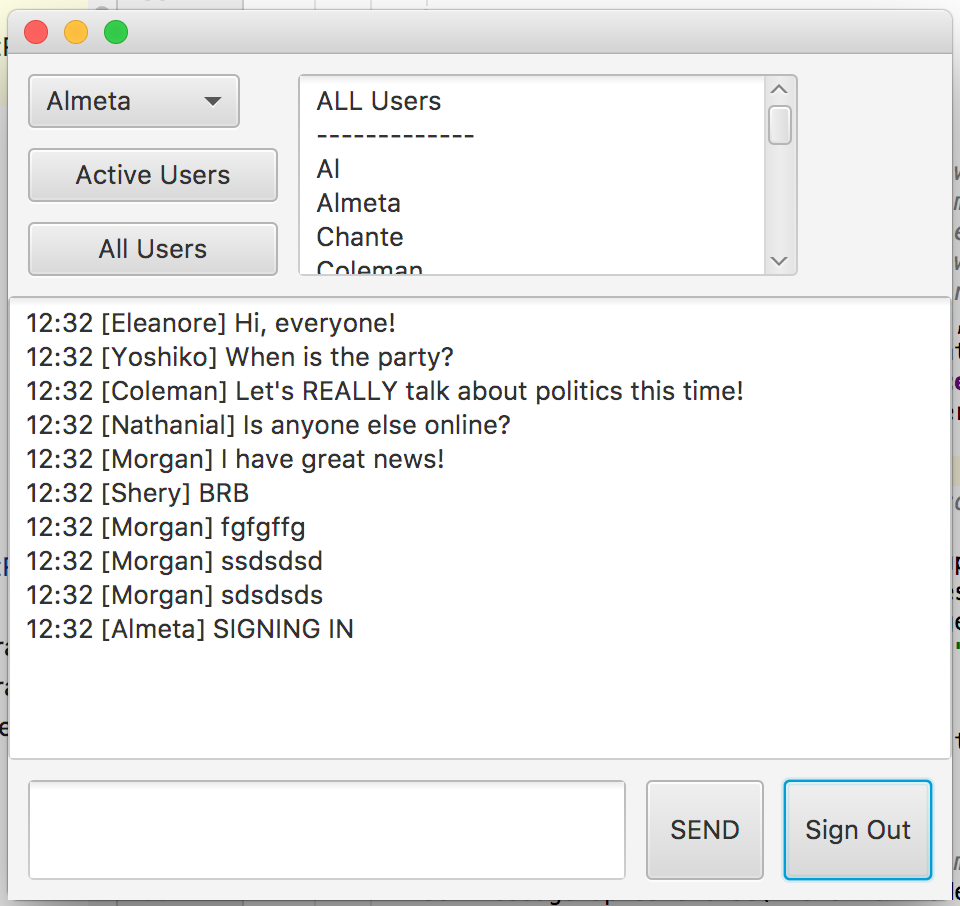 Almeta
Active Users
All Users
ALL Users
-------------
Al
Almeta
Chante
Coleman
12:32 [Eleanore] Hi, everyone!
12:32 [Yoshiko] When is the party?
12:32 [Coleman] Let's REALLY talk about politics this time!
12:32 [Nathanial] Is anyone else online?
12:32 [Morgan] I have great news!
12:32 [Shery] BRB
12:32 [Morgan] fgfgffg
12:32 [Morgan] ssdsdsd
12:32 [Morgan] sdsdsds
12:32 [Almeta] SIGNING IN
SEND
Sign Out